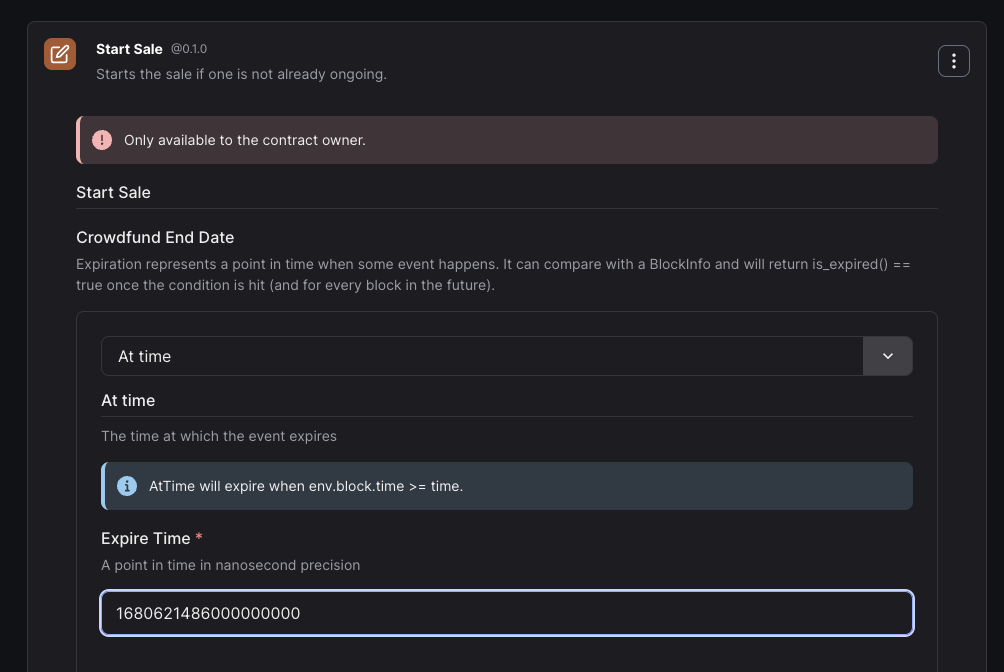 Start Sale @0.1.0
Starts the sale if one is not already ongoing.
Only available to the contract owner.
Start Sale
Crowdfund End Date
Expiration represents a point in time when some event happens. It can compare with a BlockInfo and will return is_expired() ==
true once the condition is hit (and for every block in the future).
At time
At time
The time at which the event expires
AtTime will expire when env.block.time >= time.
Expire Time *
A point in time in nanosecond precision
1680621486000000000